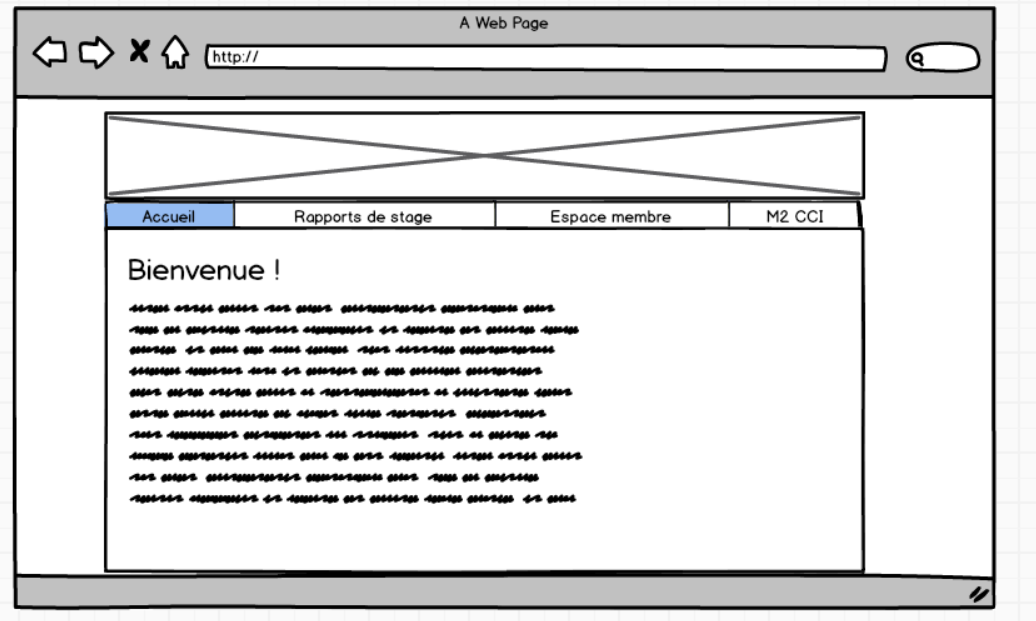 A Web Page
http://
Accueil Rapports de stage Espace membre M2 CCI
Bienvenue !